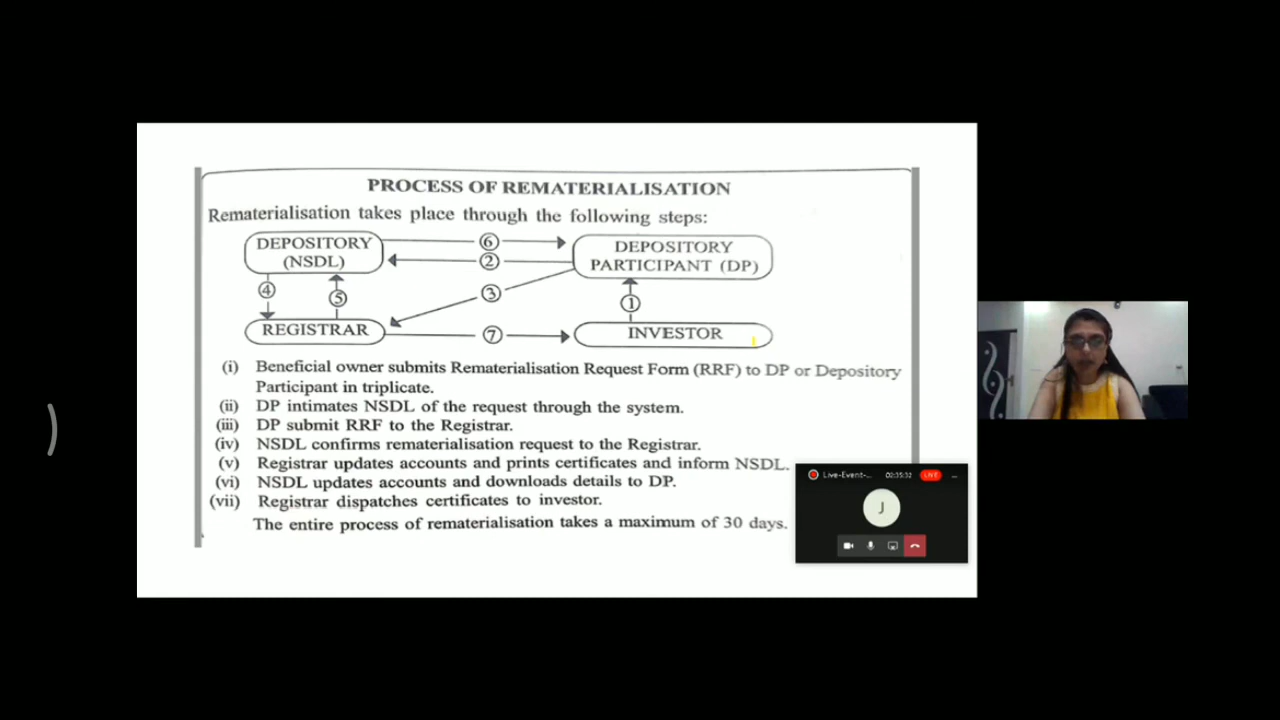 PROCESS OF REMATERIALISATION
Rematerialisation takes place through the following steps:
DEPOSITORY
(NSDL)
6
2
DEPOSITORY
PARTICIPANT (DP)
4
5
3
1
REGISTRAR
7
INVESTOR
(i) Beneficial owner submits Rematerialisation Request Form (RRF) to DP or Depository
Participant in triplicate.
(ii) DP intimates NSDL of the request through the system.
(iii) DP submit RRF to the Registrar.
(iv) NSDL confirms rematerialisation request to the Registrar.
(v) Registrar updates accounts and prints certificates and inform NSDL.
(vi) NSDL updates accounts and downloads details to DP.
(vii) Registrar dispatches certificates to investor.
The entire process of rematerialisation takes a maximum of 30 days.
Live-Event-... 02:35:32 LIVE ...
J